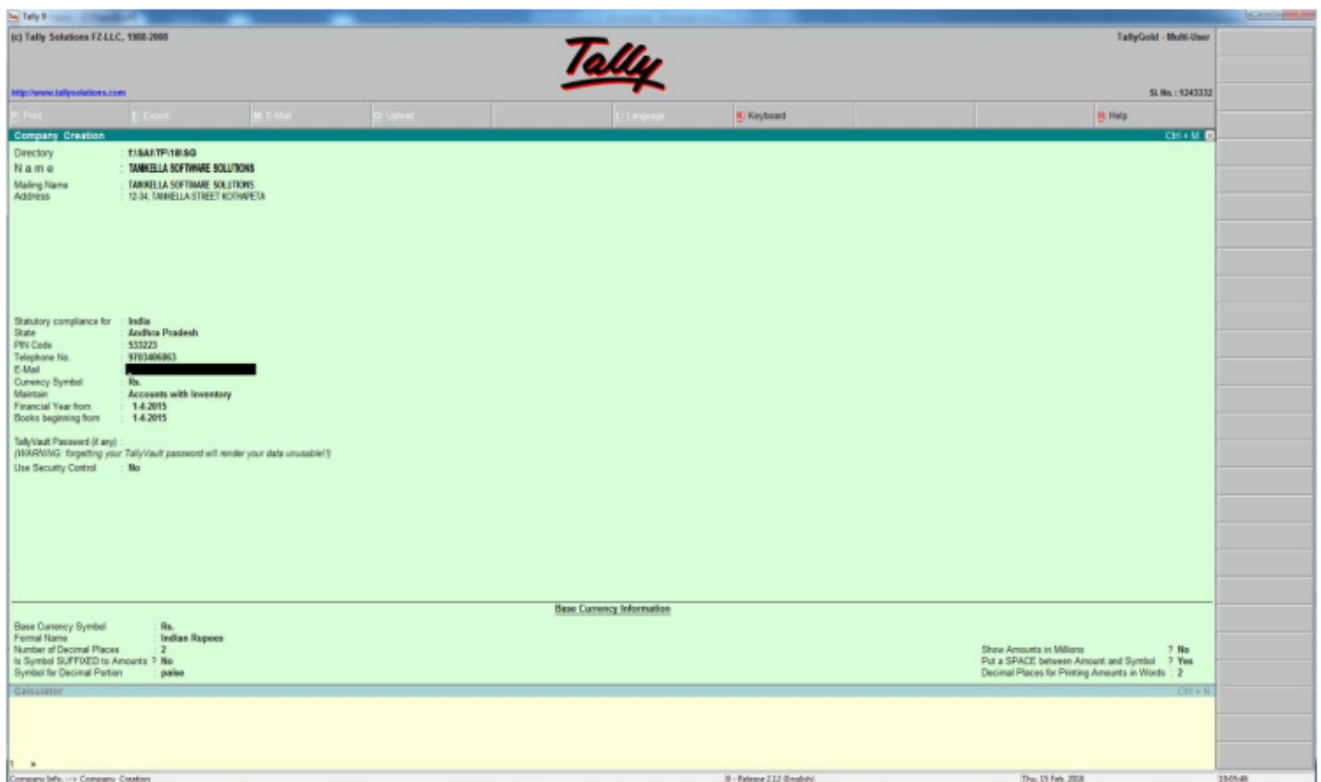 Tally 9
(c) Tally Solutions FZ-LLC, 1988-2008
TallyGold - Multi-User
Tally
http://www.tallysolutions.com
Sl. No. : 1243332
P: Print E: Export M: E-Mail O: Upload L: Language K: Keyboard H: Help
Company Creation Ctrl + M
Directory :
Name : TANIKELLA SOFTWARE SOLUTIONS
Mailing Name : TANIKELLA SOFTWARE SOLUTIONS
Address : 12-34, TANIKELLA STREET KOTHAPETA
Statutory compliance for : India
State : Andhra Pradesh
PIN Code : 533223
Telephone No. : 9703406863
E-Mail :
Currency Symbol : Rs.
Maintain : Accounts with Inventory
Financial Year from : 1-4-2015
Books beginning from : 1-4-2015
TallyVault Password (if any) :
(WARNING: forgetting your TallyVault password will render your data unusable!!)
Use Security Control : No
Base Currency Information
Base Currency Symbol : Rs.
Formal Name : Indian Rupees
Number of Decimal Places : 2
Is Symbol SUFFIXED to Amounts ? No
Symbol for Decimal Portion : paise
Show Amounts in Millions ? No
Put a SPACE between Amount and Symbol ? Yes
Decimal Places for Printing Amounts in Words : 2
Calculator Ctrl + N
1 >
Company Info. --> Company Creation
9 - Release 2.12 (English)
Thu, 15 Feb, 2018
19:05:46